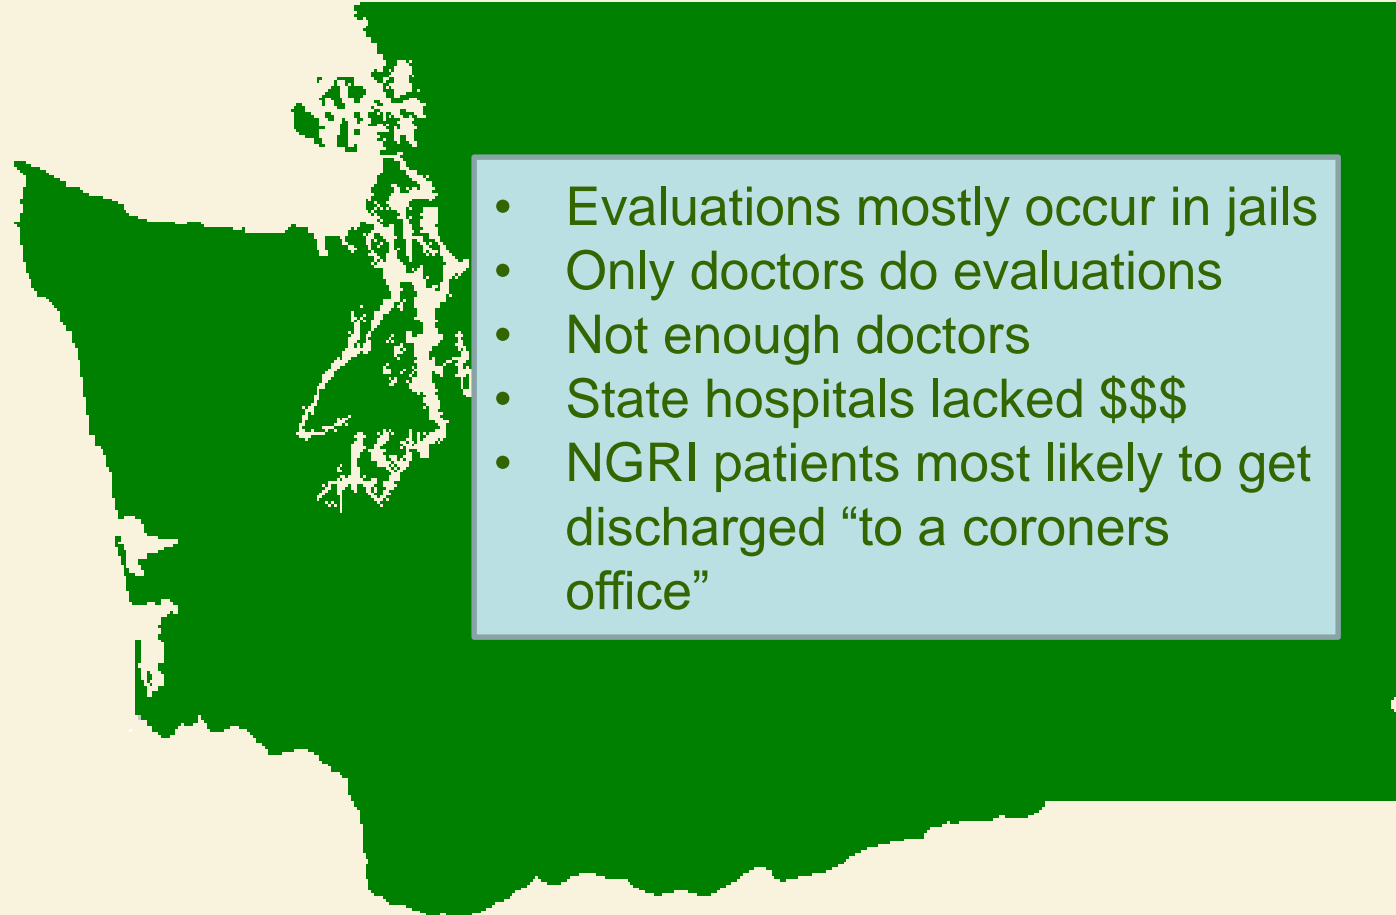 • Evaluations mostly occur in jails
• Only doctors do evaluations
• Not enough doctors
• State hospitals lacked $$$
• NGRI patients most likely to get
discharged “to a coroners
office”